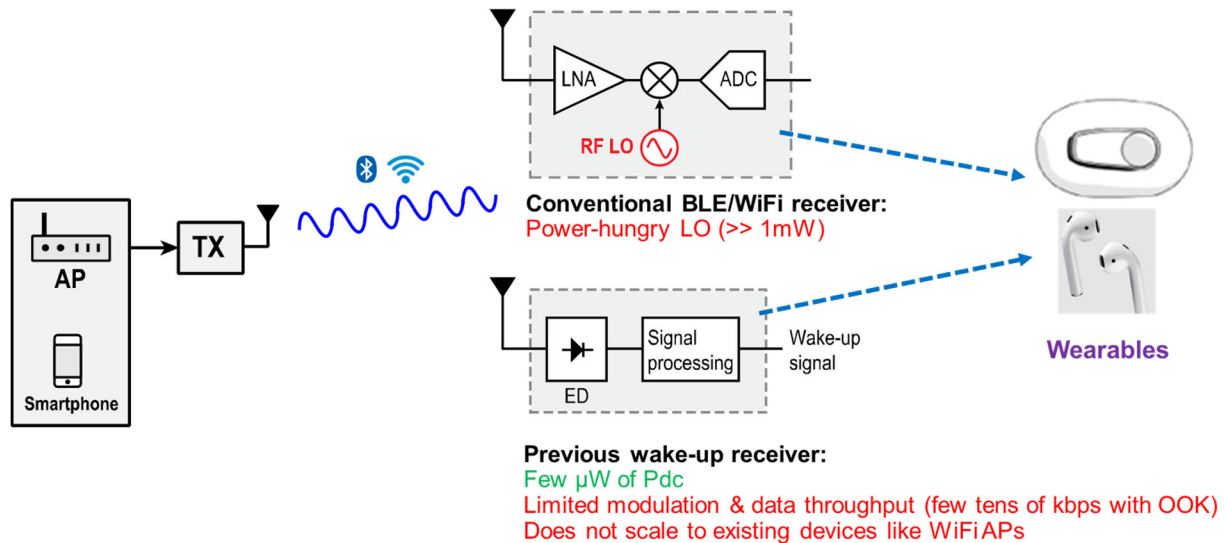 LNA
ADC
RF LO
Conventional BLE/WiFi receiver:
Power-hungry LO (>> 1mW)
AP
Smartphone
TX
ED
Signal
processing
Wake-up
signal
Previous wake-up receiver:
Few µW of Pdc
Limited modulation & data throughput (few tens of kbps with OOK)
Does not scale to existing devices like WiFi APs
Wearables